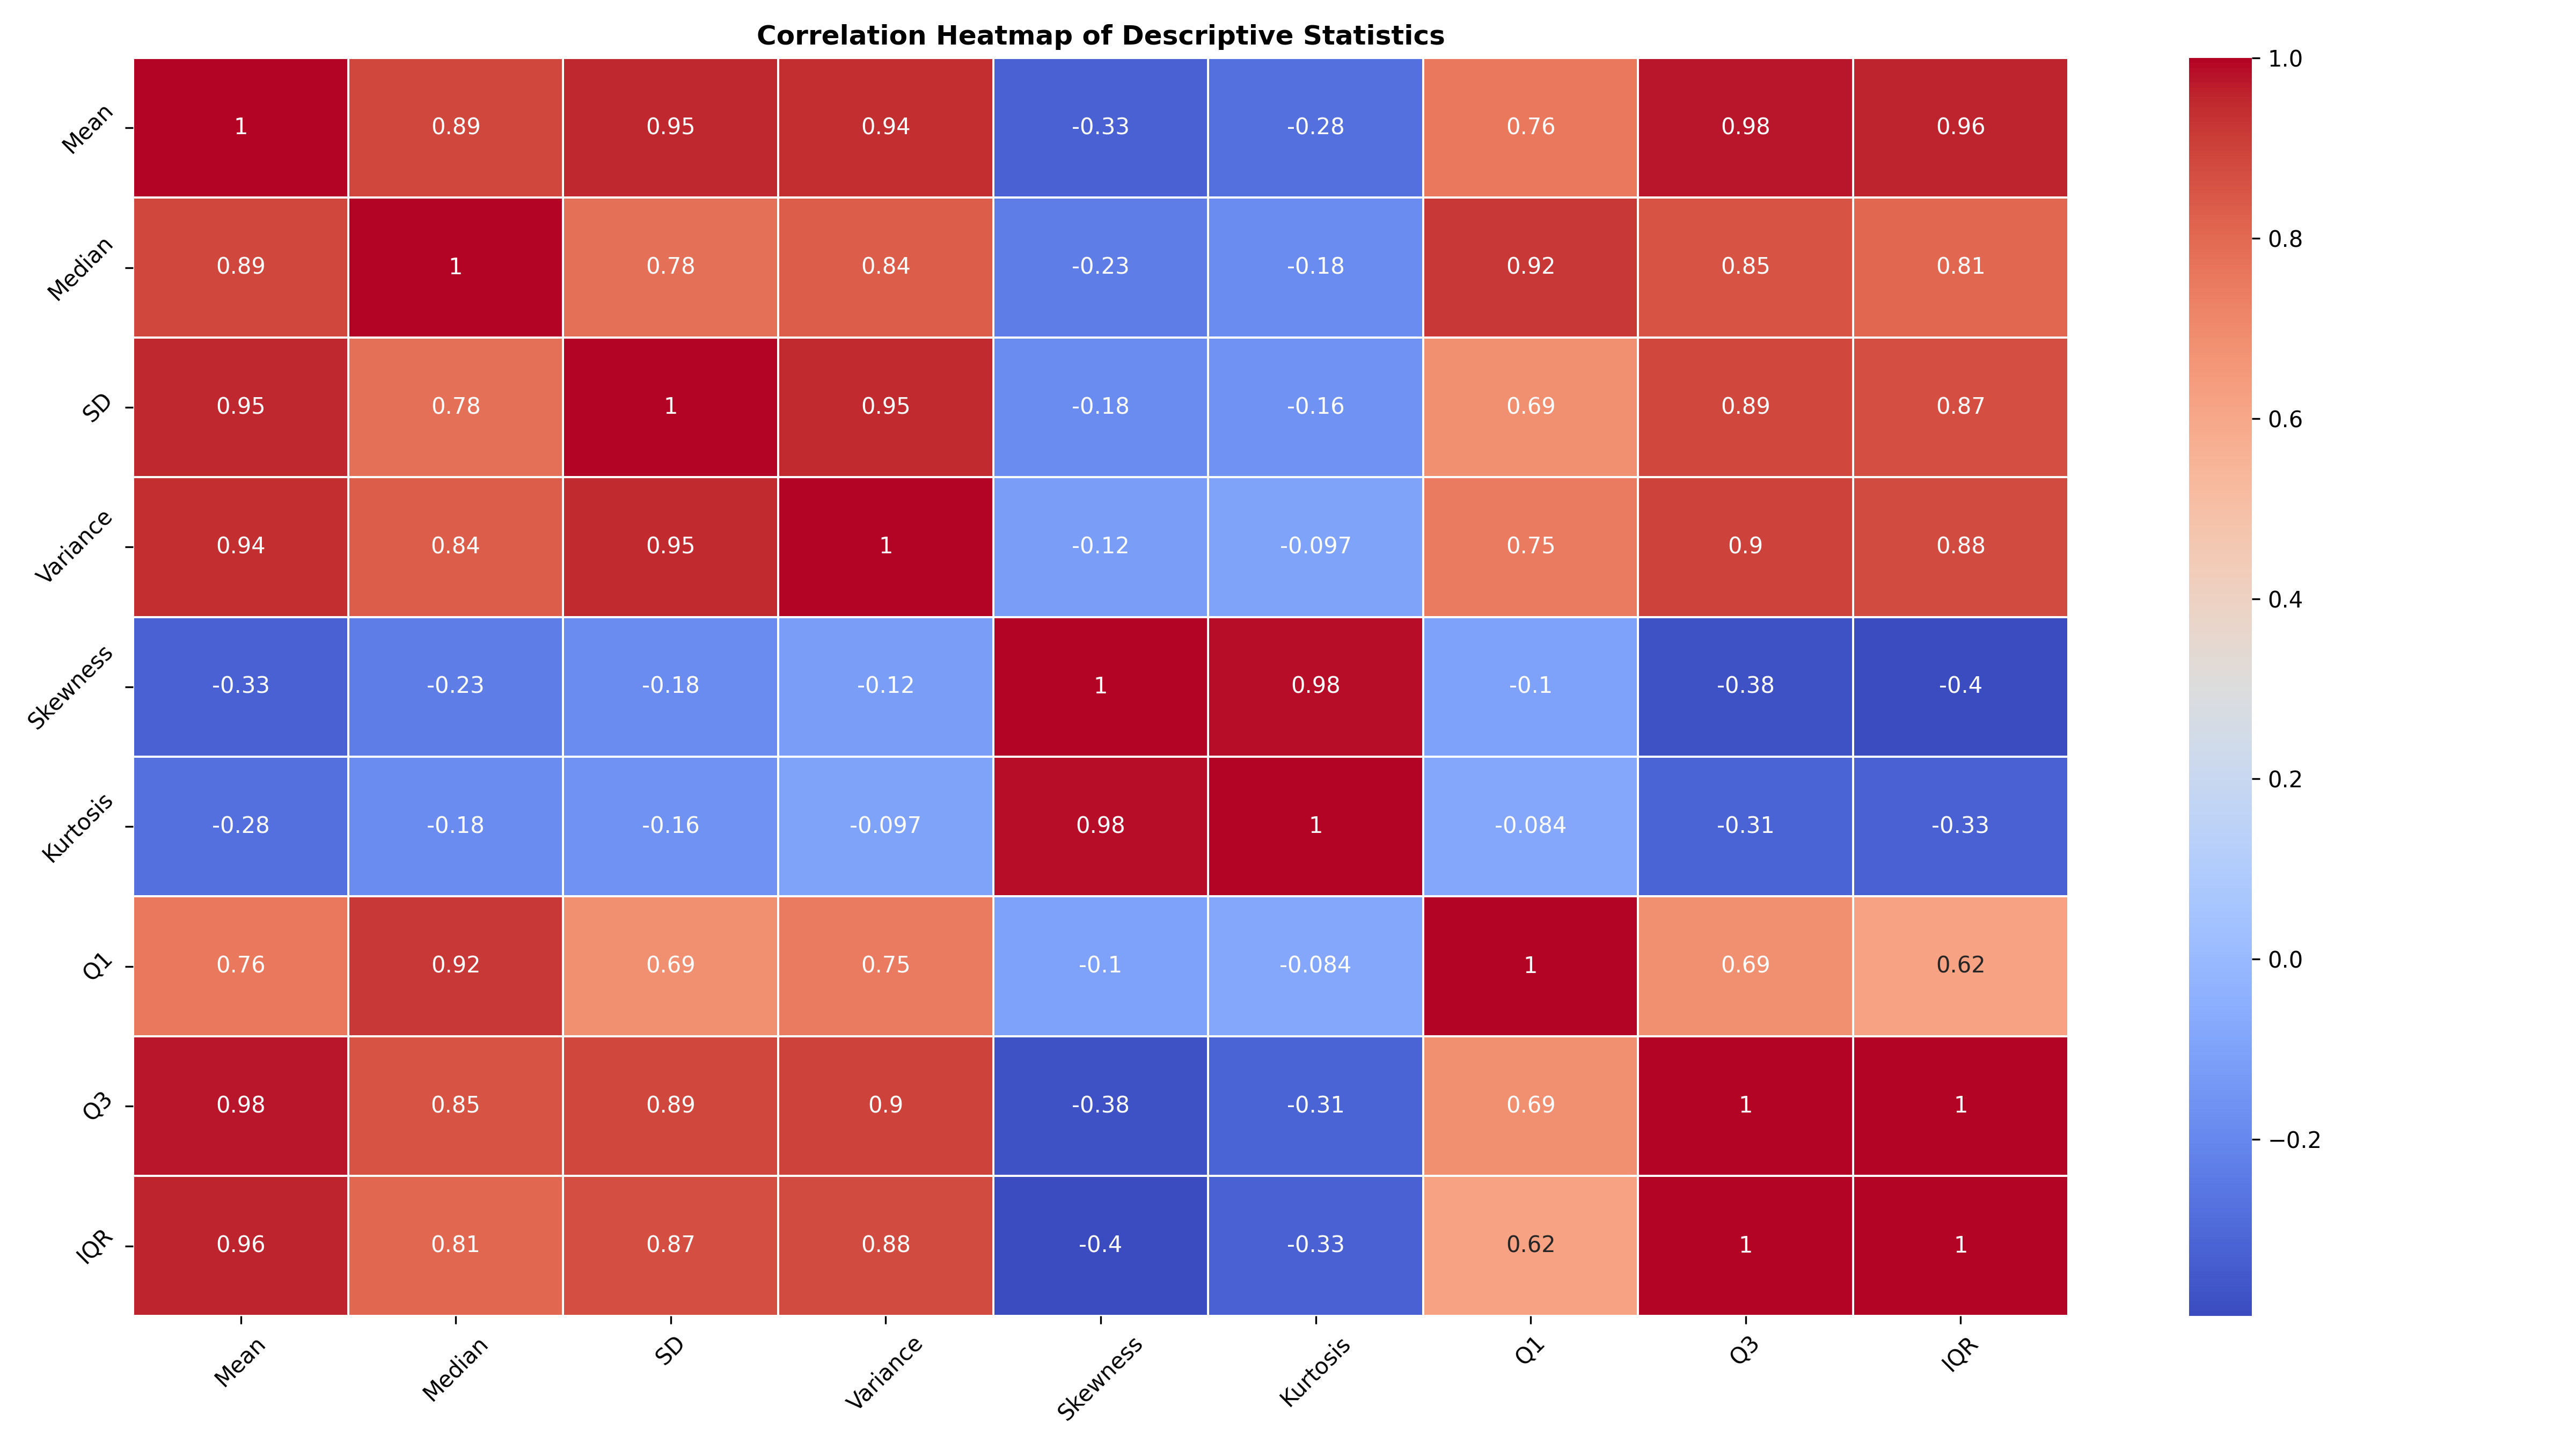 Correlation Heatmap of Descriptive Statistics
Mean 1 0.89 0.95 0.94 -0.33 -0.28 0.76 0.98 0.96
Median 0.89 1 0.78 0.84 -0.23 -0.18 0.92 0.85 0.81
SD 0.95 0.78 1 0.95 -0.18 -0.16 0.69 0.89 0.87
Variance 0.94 0.84 0.95 1 -0.12 -0.097 0.75 0.9 0.88
Skewness -0.33 -0.23 -0.18 -0.12 1 0.98 -0.1 -0.38 -0.4
Kurtosis -0.28 -0.18 -0.16 -0.097 0.98 1 -0.084 -0.31 -0.33
Q1 0.76 0.92 0.69 0.75 -0.1 -0.084 1 0.69 0.62
Q3 0.98 0.85 0.89 0.9 -0.38 -0.31 0.69 1 1
IQR 0.96 0.81 0.87 0.88 -0.4 -0.33 0.62 1 1
Mean Median SD Variance Skewness Kurtosis Q1 Q3 IQR
1.0
0.8
0.6
0.4
0.2
0.0
−0.2